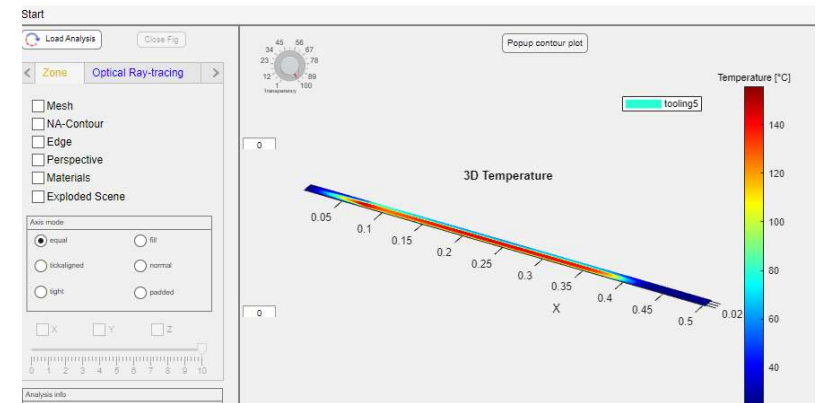 Start
Load Analysis
Close Fig
Zone
Optical Ray-tracing
Mesh
NA-Contour
Edge
Perspective
Materials
Exploded Scene
Axis mode
equal
fill
tickaligned
normal
tight
padded
X
Y
Z
0 1 2 3 4 5 6 7 8 9 10
Analysis info
45 56
34 67
23 78
12 89
1 100
Transparency
0
0
Popup contour plot
tooling5
3D Temperature
0.05
0.1
0.15
0.2
0.25
0.3
0.35
0.4
0.45
0.5
0.02
X
Temperature [°C]
140
120
100
80
60
40